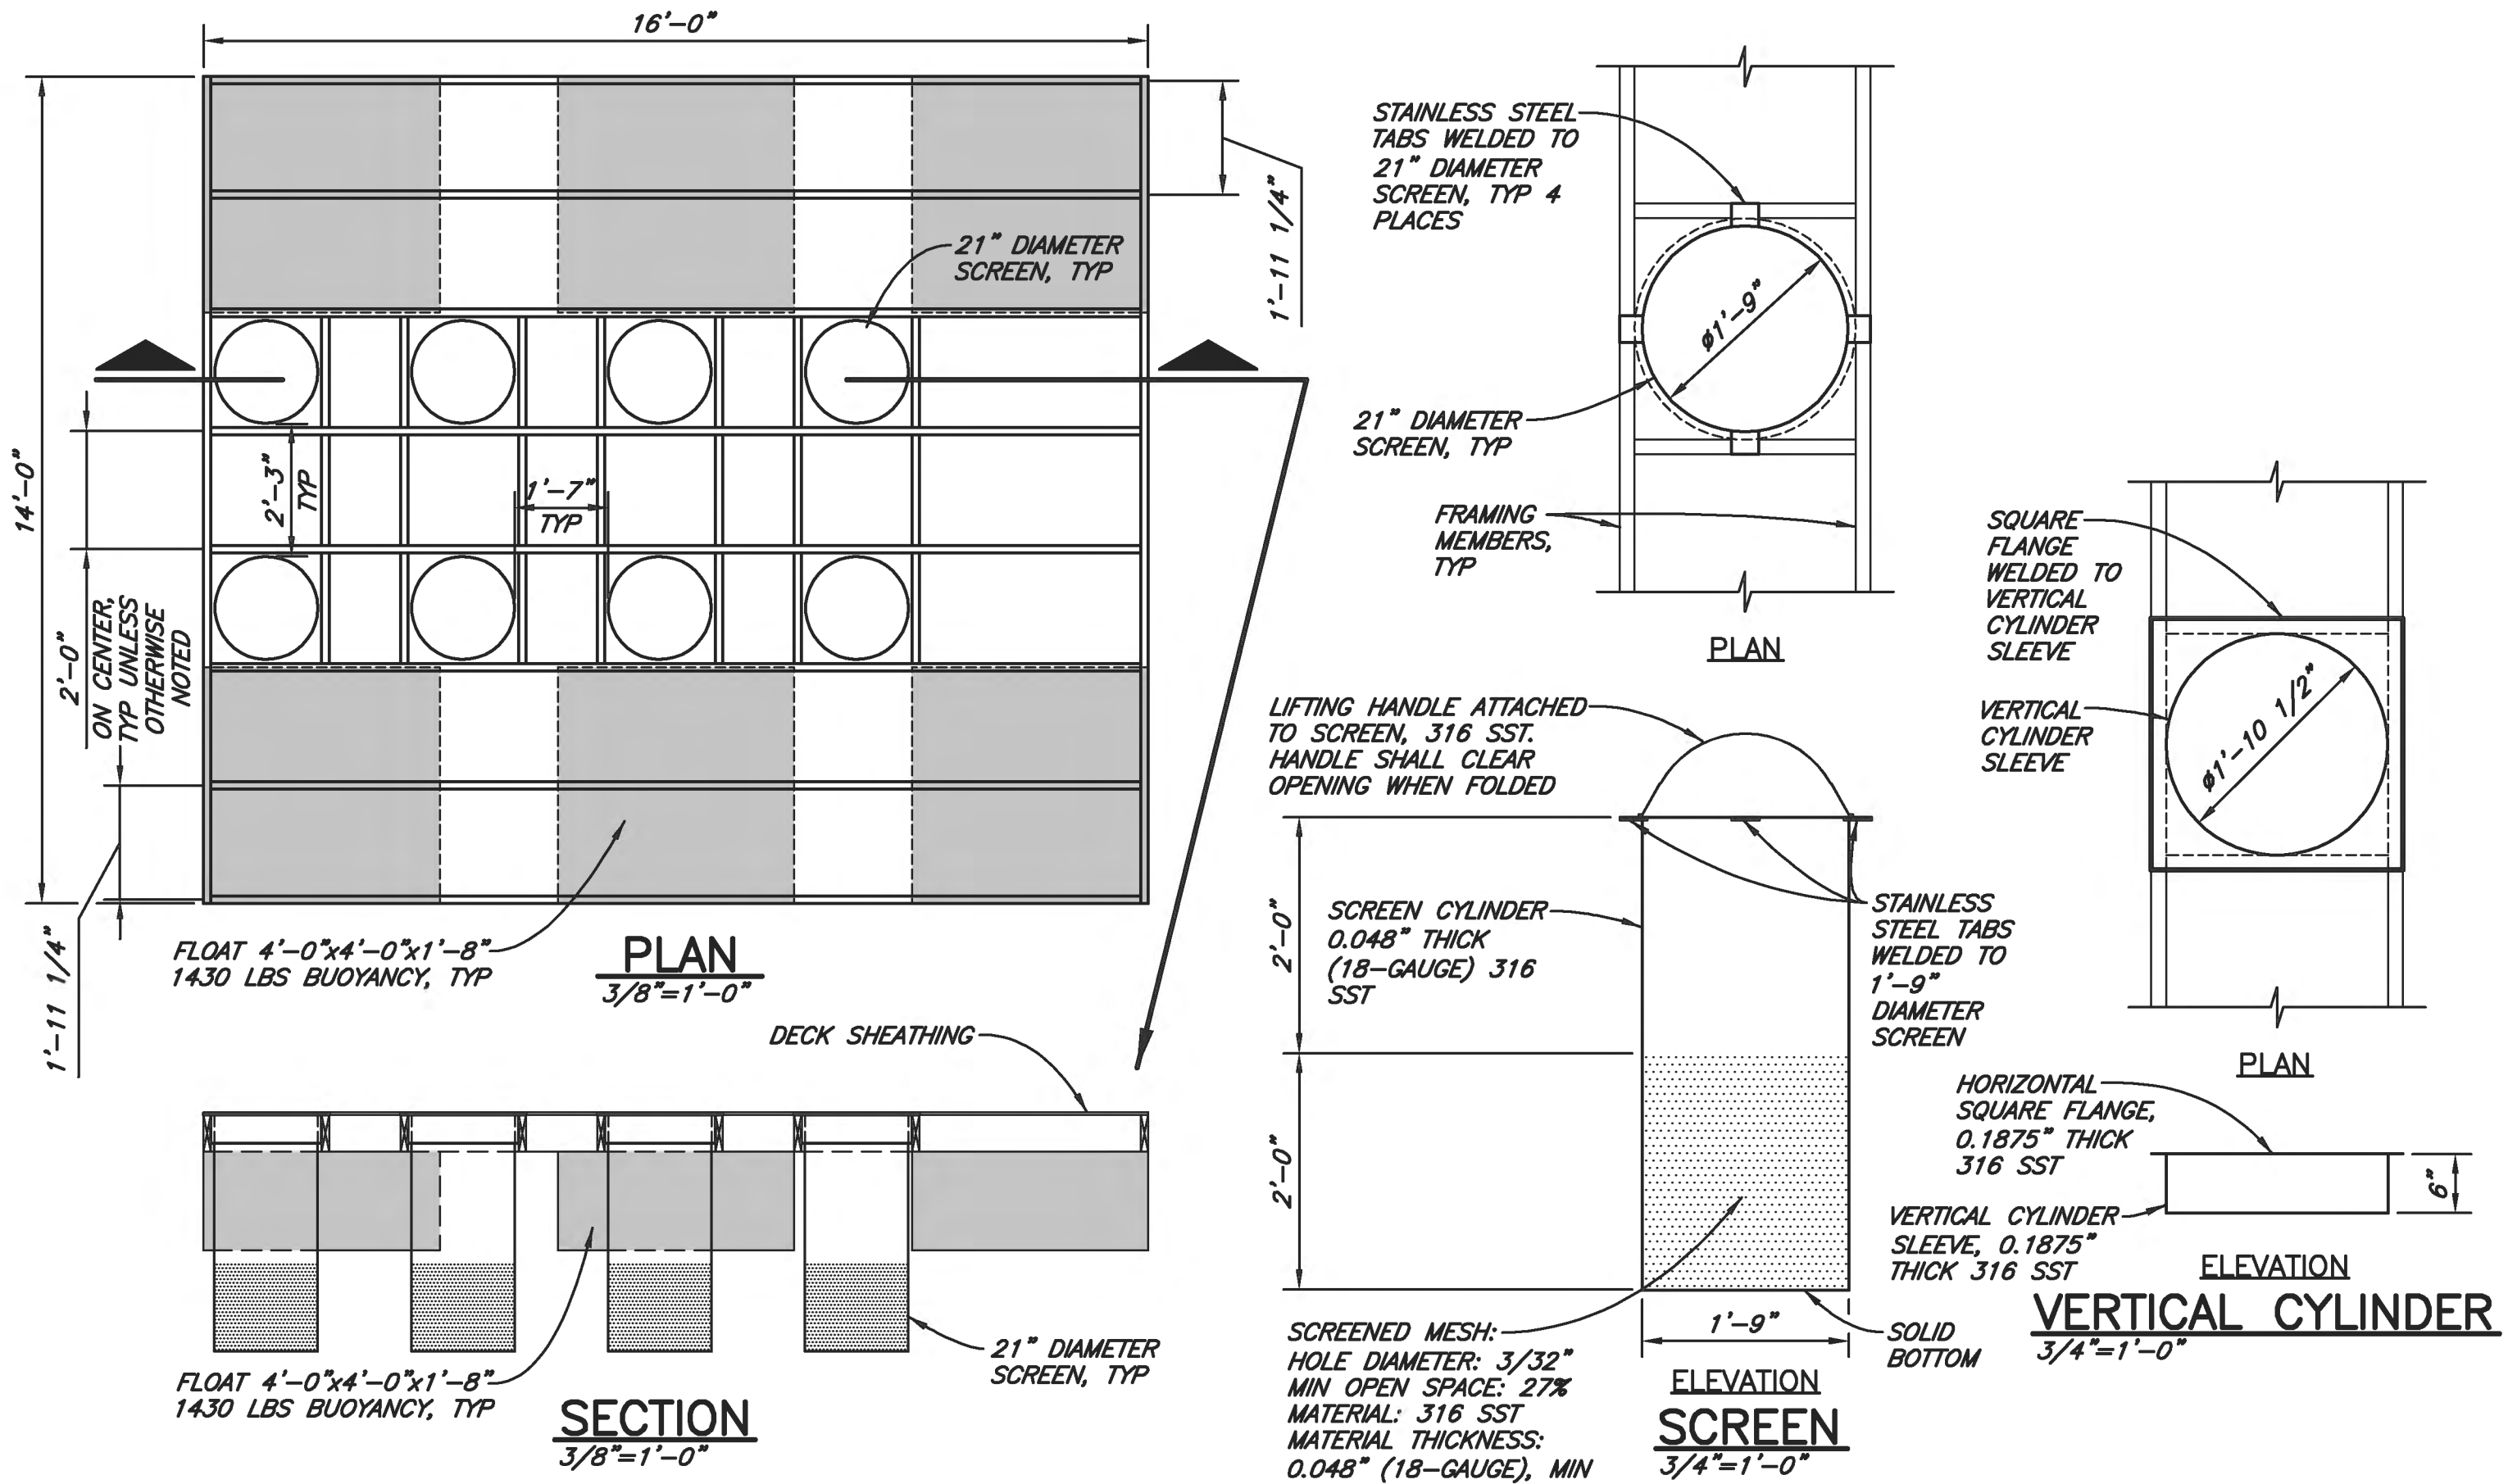 16'-0"
14'-0"
1'-11 1/4"
21" DIAMETER
SCREEN, TYP
2'-3"
TYP
1'-7"
TYP
2'-0"
ON CENTER,
TYP UNLESS
OTHERWISE
NOTED
1'-11 1/4"
FLOAT 4'-0"x4'-0"x1'-8"
1430 LBS BUOYANCY, TYP
PLAN
3/8"=1'-0"
DECK SHEATHING
FLOAT 4'-0"x4'-0"x1'-8"
1430 LBS BUOYANCY, TYP
21" DIAMETER
SCREEN, TYP
SECTION
3/8"=1'-0"
STAINLESS STEEL
TABS WELDED TO
21" DIAMETER
SCREEN, TYP 4
PLACES
ø1'-9"
21" DIAMETER
SCREEN, TYP
FRAMING
MEMBERS,
TYP
PLAN
LIFTING HANDLE ATTACHED
TO SCREEN, 316 SST.
HANDLE SHALL CLEAR
OPENING WHEN FOLDED
2'-0"
SCREEN CYLINDER
0.048" THICK
(18-GAUGE) 316
SST
STAINLESS
STEEL TABS
WELDED TO
1'-9"
DIAMETER
SCREEN
2'-0"
1'-9"
SOLID
BOTTOM
SCREENED MESH:
HOLE DIAMETER: 3/32"
MIN OPEN SPACE: 27%
MATERIAL: 316 SST
MATERIAL THICKNESS:
0.048" (18-GAUGE), MIN
ELEVATION
SCREEN
3/4"=1'-0"
SQUARE
FLANGE
WELDED TO
VERTICAL
CYLINDER
SLEEVE
VERTICAL
CYLINDER
SLEEVE
ø1'-10 1/2"
PLAN
HORIZONTAL
SQUARE FLANGE,
0.1875" THICK
316 SST
6"
VERTICAL CYLINDER
SLEEVE, 0.1875"
THICK 316 SST
ELEVATION
VERTICAL CYLINDER
3/4"=1'-0"